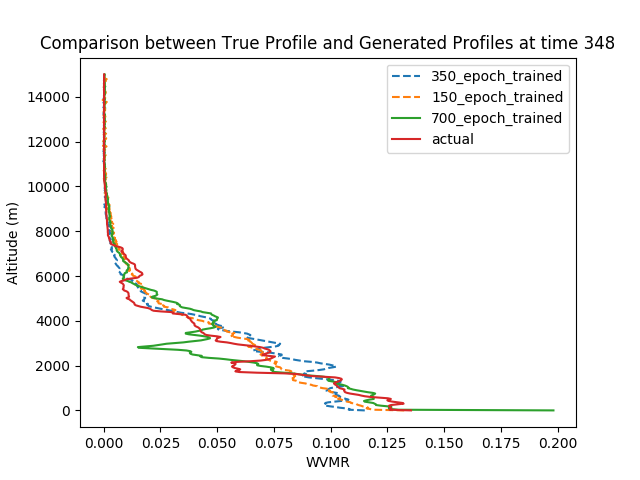 Comparison between True Profile and Generated Profiles at time 348
350_epoch_trained
150_epoch_trained
700_epoch_trained
actual
Altitude (m)
14000
12000
10000
8000
6000
4000
2000
0
0.000 0.025 0.050 0.075 0.100 0.125 0.150 0.175 0.200
WVMR